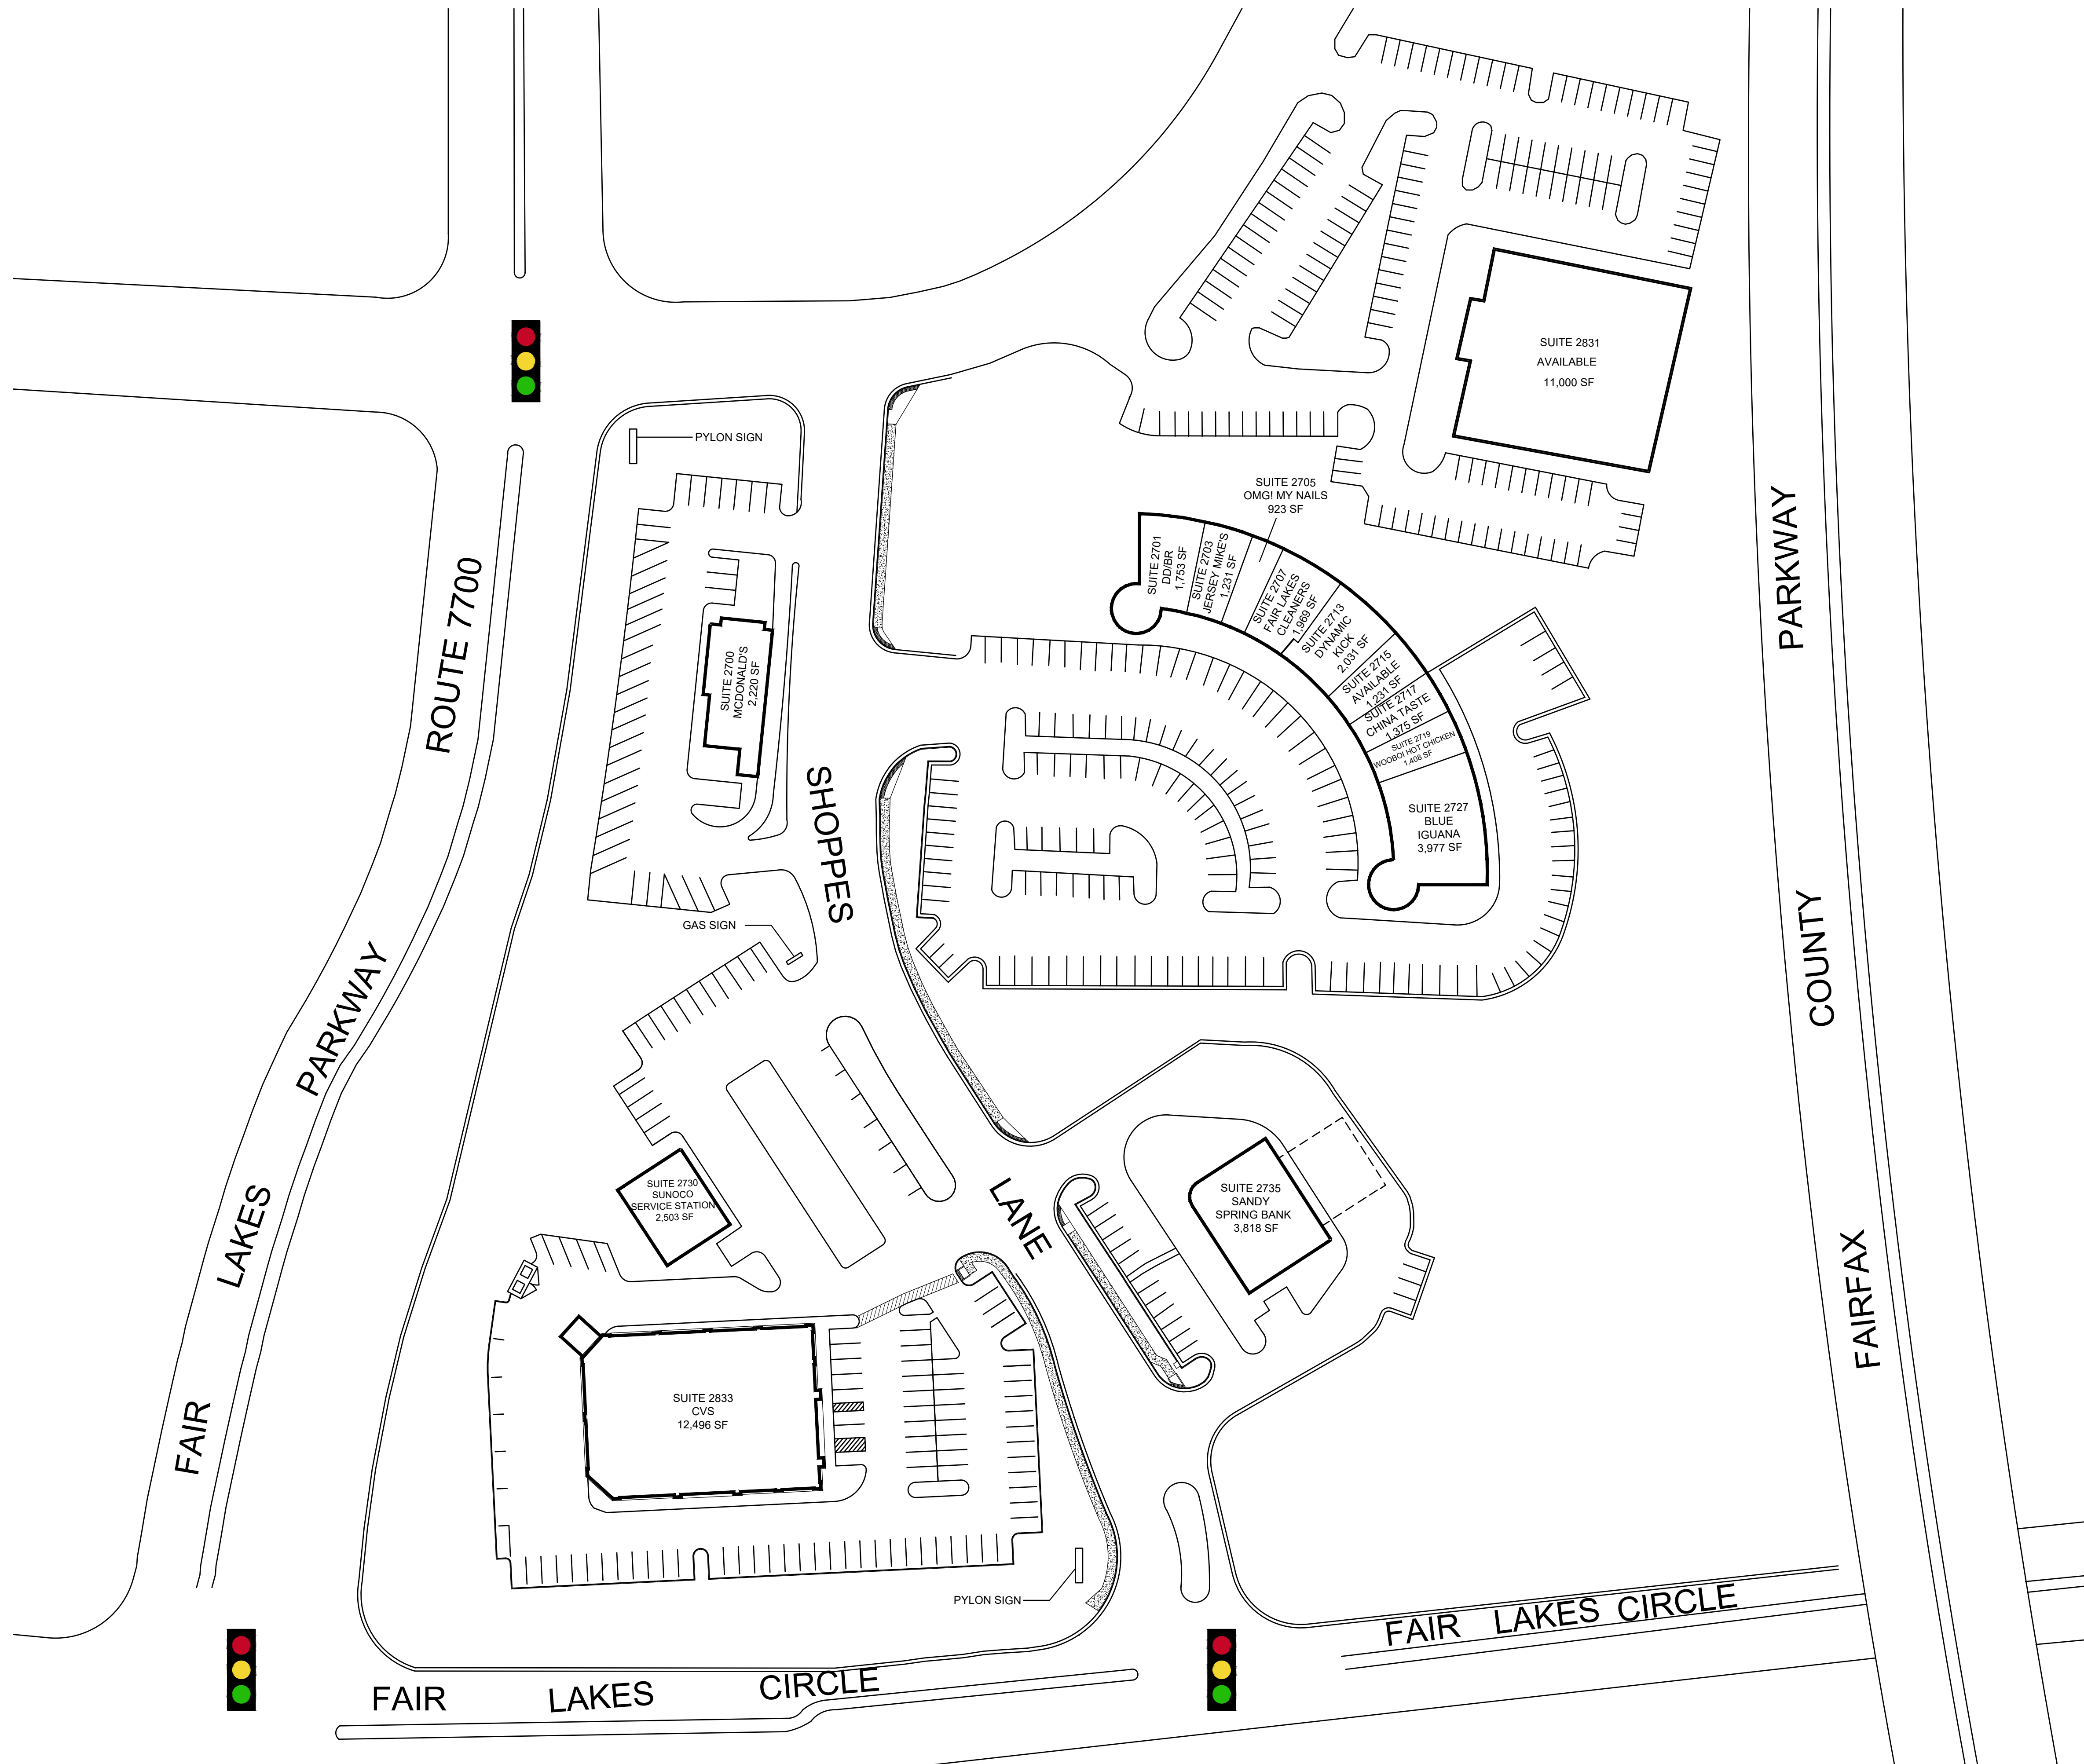 SUITE 2831
AVAILABLE
11,000 SF
PYLON SIGN
SUITE 2705
OMG! MY NAILS
923 SF
SUITE 2701
DD/BR
1,753 SF
SUITE 2703
JERSEY MIKE'S
1,231 SF
SUITE 2707
FAIR LAKES
CLEANERS
1,969 SF
SUITE 2713
DYNAMIC
KICK
2,031 SF
SUITE 2715
AVAILABLE
1,231 SF
SUITE 2717
CHINA TASTE
1,375 SF
SUITE 2719
WOOBOI HOT CHICKEN
1,408 SF
SUITE 2727
BLUE
IGUANA
3,977 SF
SUITE 2700
MCDONALD'S
2,220 SF
GAS SIGN
SUITE 2730
SUNOCO
SERVICE STATION
2,503 SF
SUITE 2735
SANDY
SPRING BANK
3,818 SF
SUITE 2833
CVS
12,496 SF
PYLON SIGN
SHOPPES LANE
FAIR LAKES PARKWAY ROUTE 7700
FAIRFAX COUNTY PARKWAY
FAIR LAKES CIRCLE
FAIR LAKES CIRCLE